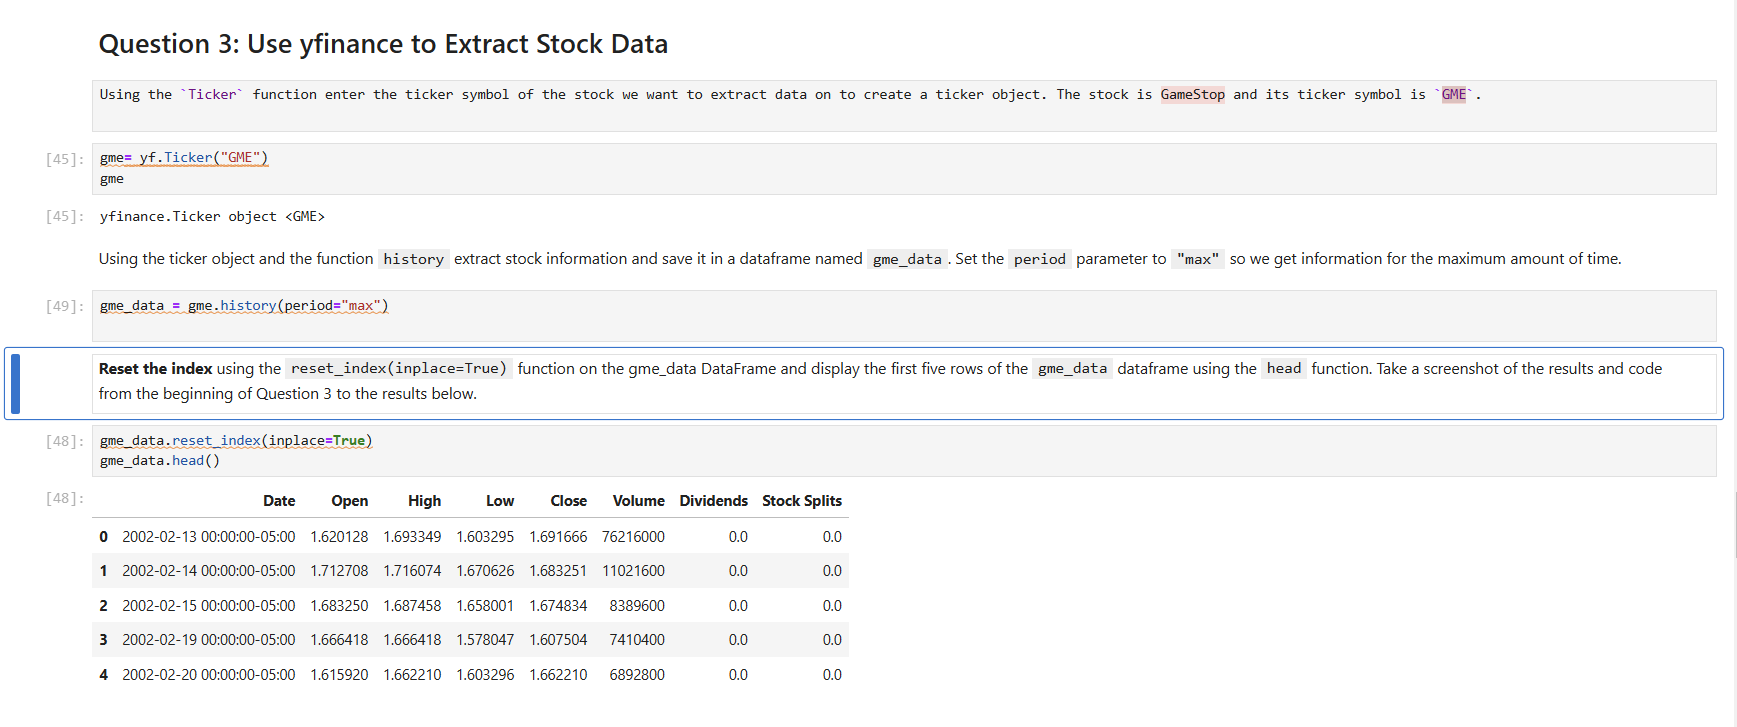 Question 3: Use yfinance to Extract Stock Data
Using the `Ticker` function enter the ticker symbol of the stock we want to extract data on to create a ticker object. The stock is GameStop and its ticker symbol is `GME`.
[45]: gme= yf.Ticker("GME")
gme
[45]: yfinance.Ticker object <GME>
Using the ticker object and the function history extract stock information and save it in a dataframe named gme_data. Set the period parameter to "max" so we get information for the maximum amount of time.
[49]: gme_data = gme.history(period="max")
Reset the index using the reset_index(inplace=True) function on the gme_data DataFrame and display the first five rows of the gme_data dataframe using the head function. Take a screenshot of the results and code
from the beginning of Question 3 to the results below.
[48]: gme_data.reset_index(inplace=True)
gme_data.head()
[48]: Date Open High Low Close Volume Dividends Stock Splits
0 2002-02-13 00:00:00-05:00 1.620128 1.693349 1.603295 1.691666 76216000 0.0 0.0
1 2002-02-14 00:00:00-05:00 1.712708 1.716074 1.670626 1.683251 11021600 0.0 0.0
2 2002-02-15 00:00:00-05:00 1.683250 1.687458 1.658001 1.674834 8389600 0.0 0.0
3 2002-02-19 00:00:00-05:00 1.666418 1.666418 1.578047 1.607504 7410400 0.0 0.0
4 2002-02-20 00:00:00-05:00 1.615920 1.662210 1.603296 1.662210 6892800 0.0 0.0